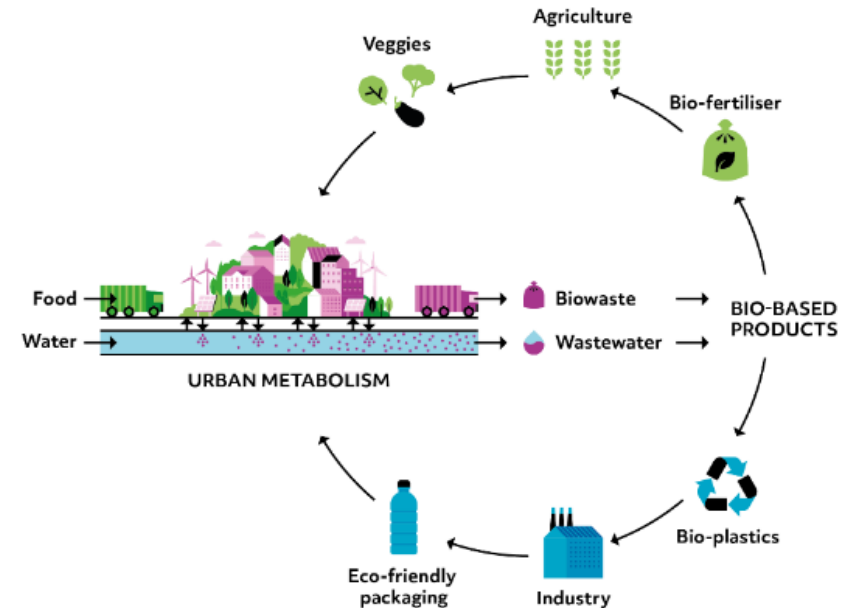 Agriculture
Veggies
Bio-fertiliser
Food
Biowaste
BIO-BASED
PRODUCTS
Water
Wastewater
URBAN METABOLISM
Bio-plastics
Eco-friendly
packaging
Industry